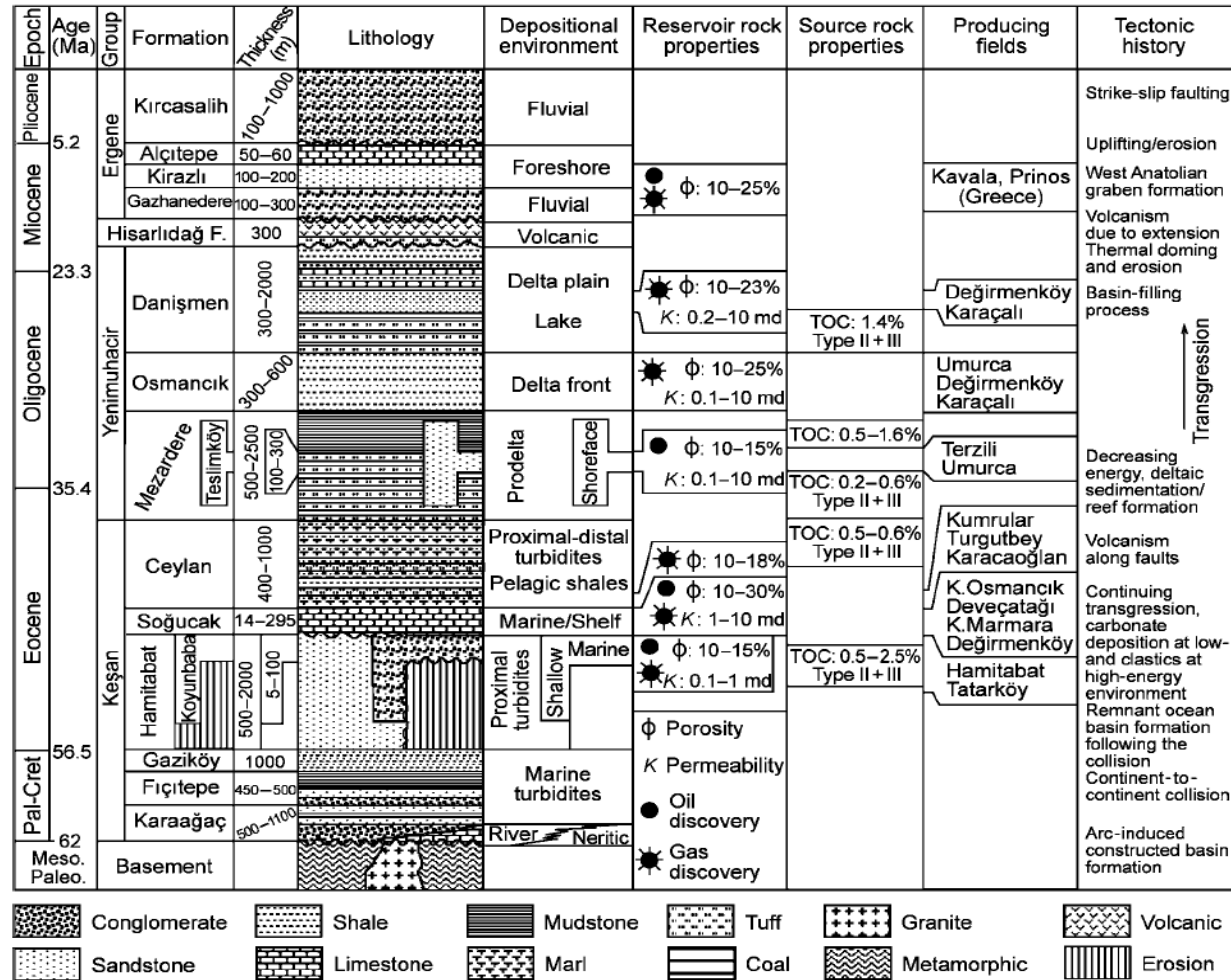 Epoch
Age
(Ma)
Group
Formation
Thickness
(m)
Lithology
Depositional
environment
Reservoir rock
properties
Source rock
properties
Producing
fields
Tectonic
history
Pliocene
Miocene
Oligocene
Eocene
Pal-Cret
Meso.
Paleo.
5.2
23.3
35.4
56.5
62
Ergene
Yenimuhacir
Keşan
Kırcasalih
Alçıtepe
Kirazlı
Gazhanedere
Hisarlıdağ F.
Danişmen
Osmancık
Mezardere
Teslimköy
Ceylan
Soğucak
Hamitabat
Koyunbaba
Gaziköy
Fıçıtepe
Karaağaç
Basement
100–1000
50–60
100–200
100–300
300
300–2000
300–600
500–2500
100–300
400–1000
14–295
500–2000
5–100
1000
450–500
500–1100
Fluvial
Foreshore
Fluvial
Volcanic
Delta plain
Lake
Delta front
Prodelta
Shoreface
Proximal-distal
turbidites
Pelagic shales
Marine/Shelf
Proximal
turbidites
Shallow
Marine
Marine
turbidites
River
Neritic
ϕ: 10–25%
ϕ: 10–23%
K: 0.2–10 md
ϕ: 10–25%
K: 0.1–10 md
ϕ: 10–15%
K: 0.1–10 md
ϕ: 10–18%
ϕ: 10–30%
K: 1–10 md
ϕ: 10–15%
K: 0.1–1 md
ϕ Porosity
K Permeability
Oil
discovery
Gas
discovery
TOC: 1.4%
Type II + III
TOC: 0.5–1.6%
TOC: 0.2–0.6%
Type II + III
TOC: 0.5–0.6%
Type II + III
TOC: 0.5–2.5%
Type II + III
Kavala, Prinos
(Greece)
Değirmenköy
Karaçalı
Umurca
Değirmenköy
Karaçalı
Terzili
Umurca
Kumrular
Turgutbey
Karacaoğlan
K.Osmancık
Deveçatağı
K.Marmara
Değirmenköy
Hamitabat
Tatarköy
Strike-slip faulting
Uplifting/erosion
West Anatolian
graben formation
Volcanism
due to extension
Thermal doming
and erosion
Basin-filling
process
Transgression
Decreasing
energy, deltaic
sedimentation/
reef formation
Volcanism
along faults
Continuing
transgression,
carbonate
deposition at low-
and clastics at
high-energy
environment
Remnant ocean
basin formation
following the
collision
Continent-to-
continent collision
Arc-induced
constructed basin
formation
Conglomerate
Shale
Mudstone
Tuff
Granite
Volcanic
Sandstone
Limestone
Marl
Coal
Metamorphic
Erosion